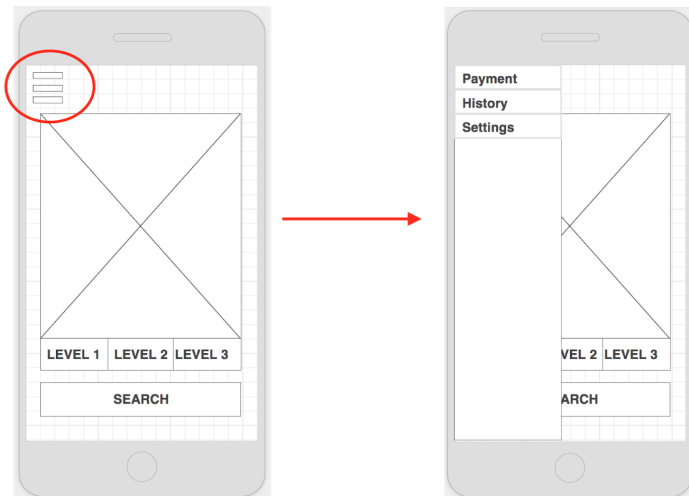 LEVEL 1 LEVEL 2 LEVEL 3
SEARCH
Payment
History
Settings
VEL 2 LEVEL 3
ARCH